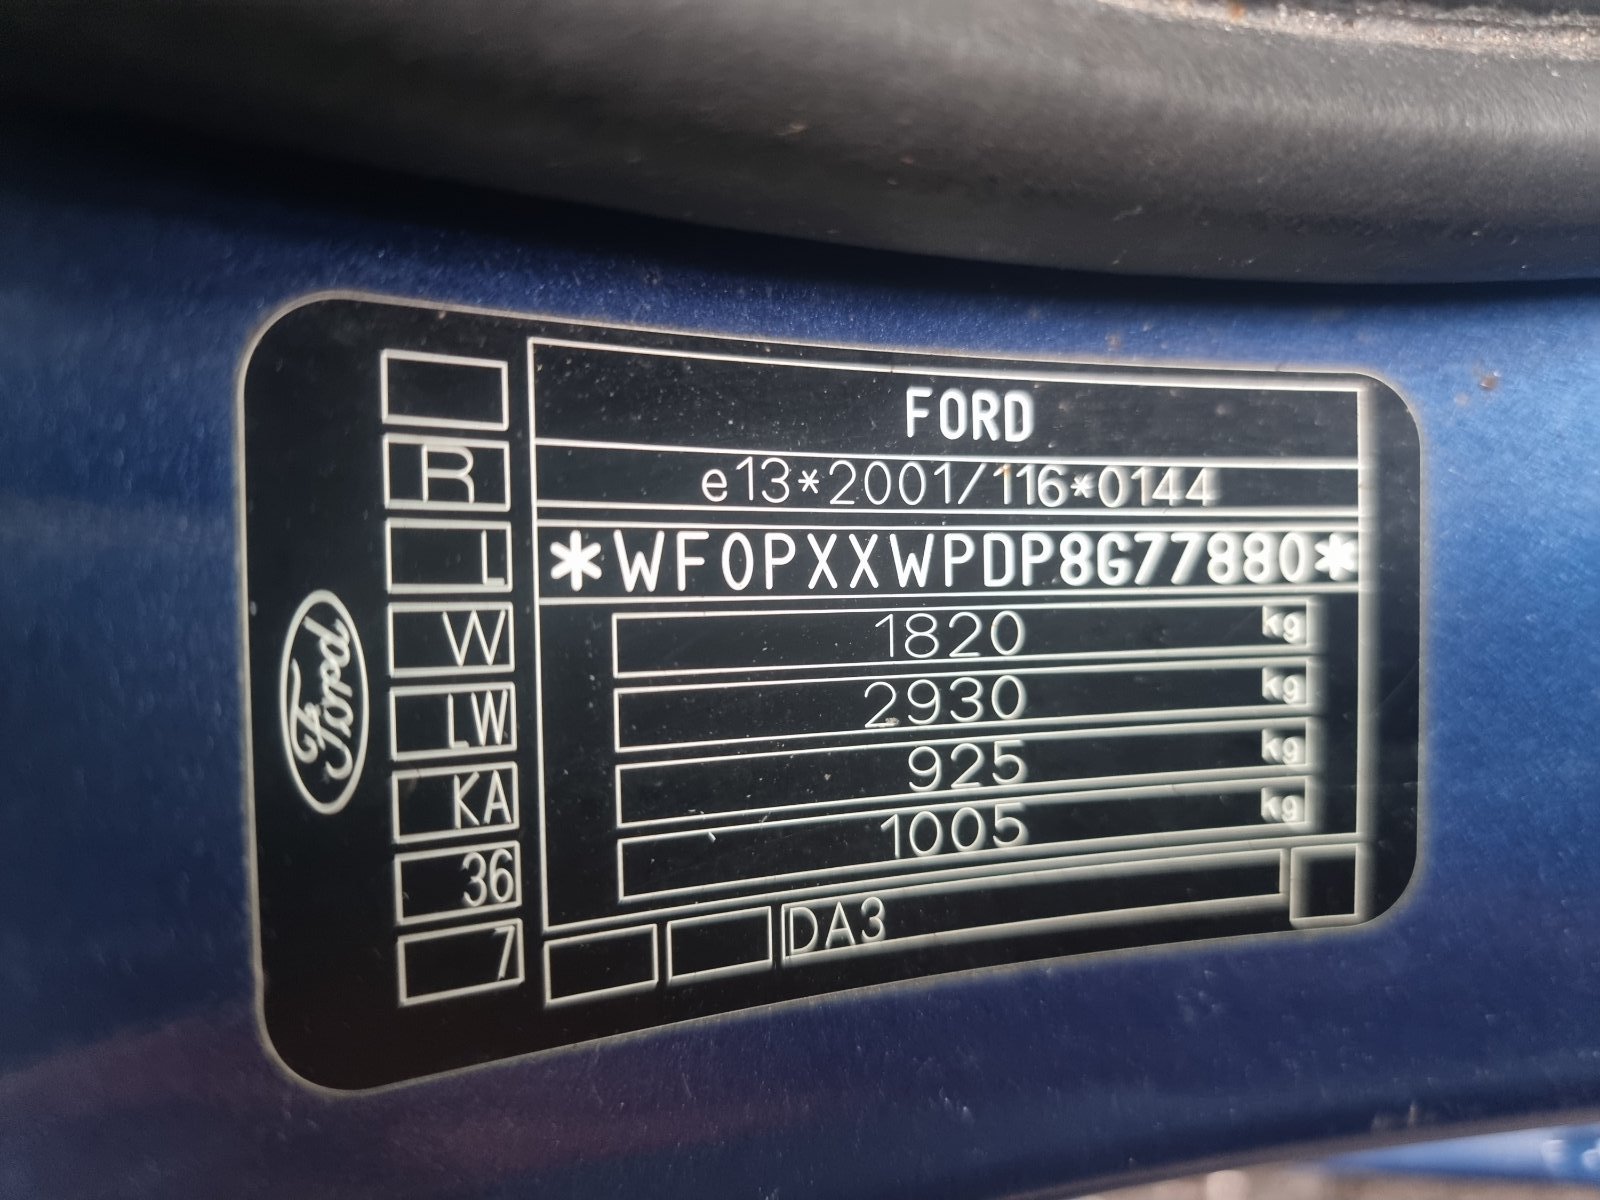 FORD
e13*2001/116*0144
*WF0PXXWPDP8G77880*
1820 kg
2930 kg
925 kg
1005 kg
DA3
R
L
W
LW
KA
36
7
Ford